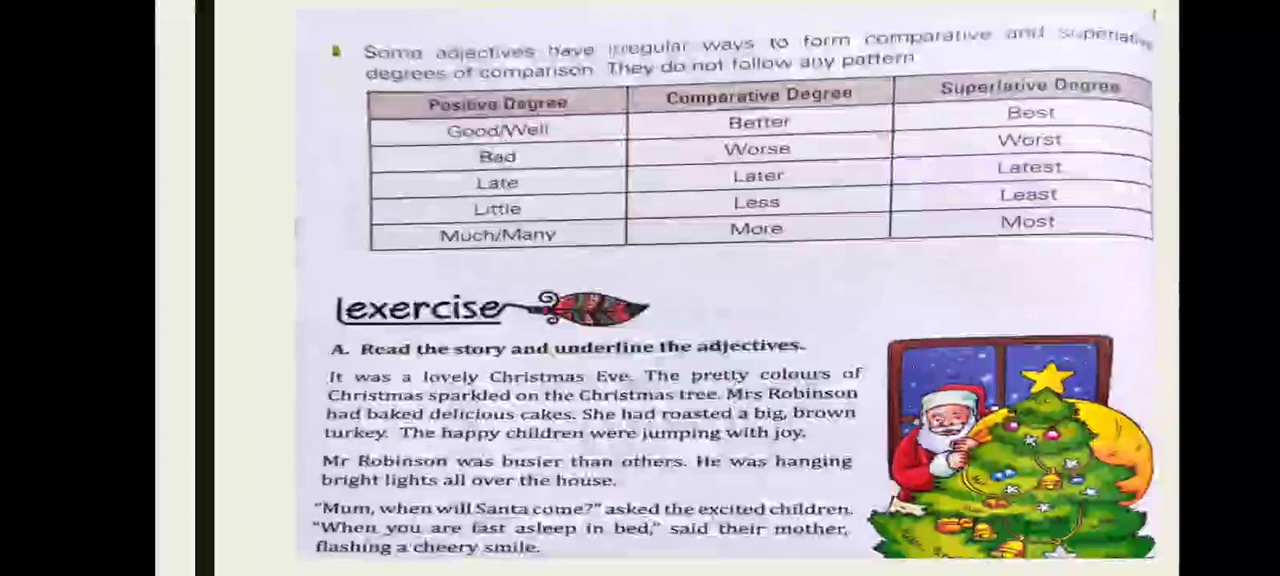 Some adjectives have irregular ways to form comparative and superlative
degrees of comparison. They do not follow any pattern
Positive Degree Comparative Degree Superlative Degree
Good/Well Better Best
Bad Worse Worst
Late Later Latest
Little Less Least
Much/Many More Most
exercise
A. Read the story and underline the adjectives.
It was a lovely Christmas Eve. The pretty colours of
Christmas sparkled on the Christmas tree. Mrs Robinson
had baked delicious cakes. She had roasted a big, brown
turkey. The happy children were jumping with joy.
Mr Robinson was busier than others. He was hanging
bright lights all over the house.
"Mum, when will Santa come?" asked the excited children.
"When you are fast asleep in bed," said their mother,
flashing a cheery smile.